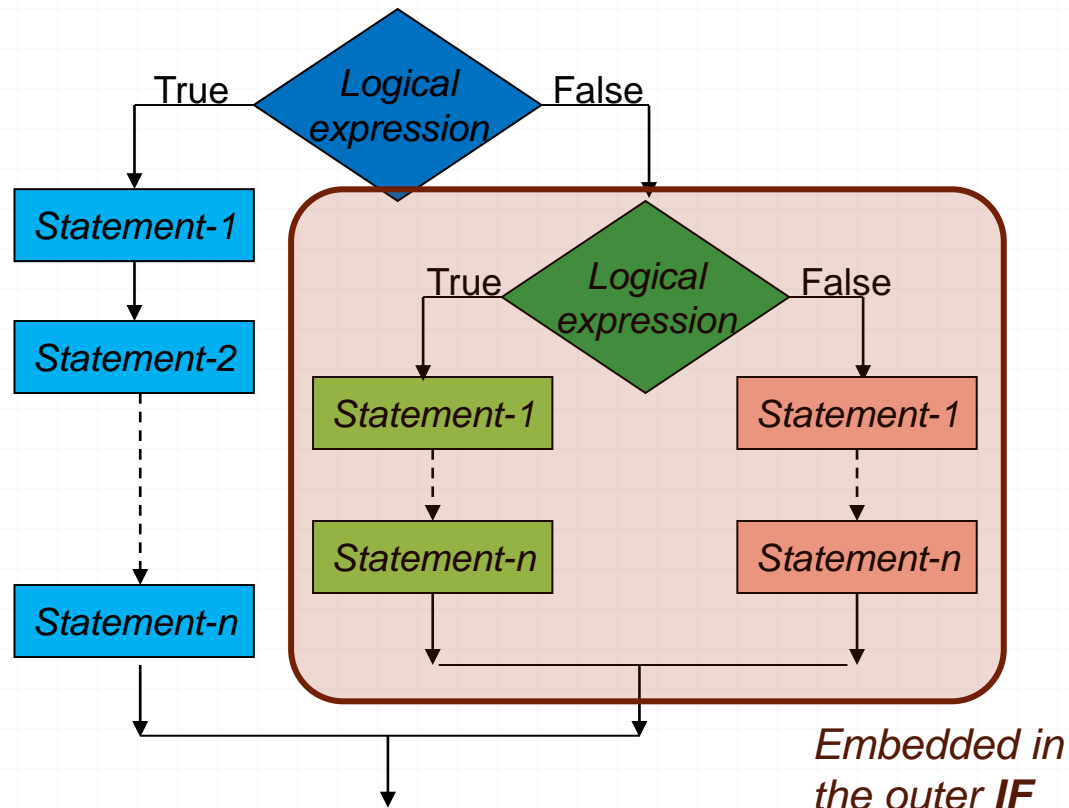 True
Logical
expression
False
Statement-1
Statement-2
Statement-n
True
Logical
expression
False
Statement-1
Statement-n
Statement-1
Statement-n
Embedded in
the outer IF